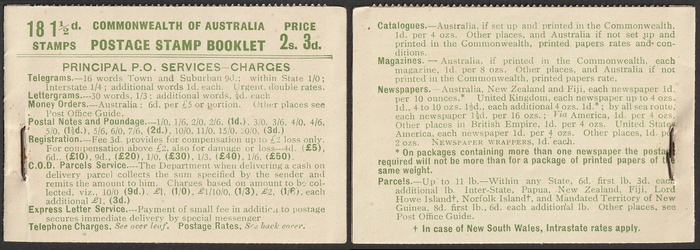 18 1½d. STAMPS
COMMONWEALTH OF AUSTRALIA
POSTAGE STAMP BOOKLET
PRICE 2s. 3d.
PRINCIPAL P.O. SERVICES—CHARGES
Telegrams.—16 words Town and Suburban 9d.; within State 1/0;
Interstate 1/4; additional words 1d. each. Urgent, double rates.
Lettergrams.—30 words, 1/3; additional words, ½d. each
Money Orders.—Australia: 6d. per £5 or portion. Other places see
Post Office Guide.
Postal Notes and Poundage.—1/0, 1/6, 2/0, 2/6, (1d.). 3/0, 3/6, 4/0, 4/6,
5/0, (1½d.) 5/6, 6/0, 7/6, (2d.). 10/0, 11/0, 15/0, 20/0, (3d.)
Registration.—Fee 3d. provides for compensation up to £2 loss only.
For compensation above £2, also for damage or loss—4d. (£5),
6d., (£10), 9d., (£20), 1/0, (£30), 1/3, (£40), 1/6, (£50).
C.O.D. Parcels Service.—The Department when delivering a cash on
delivery parcel collects the sum specified by the sender and
remits the amount to him. Charges based on amount to be col-
lected, viz., 10/0 (9d.), £1, (1/0), £1/10/0, (1/3), £2, each
additional £1, (3d.)
Express Letter Service.—Payment of small fee in addition to postage
secures immediate delivery by special messenger
Telephone Charges. See over leaf. Postage Rates, See back cover.
Catalogues.—Australia, if set up and printed in the Commonwealth,
1d. per 4 ozs. Other places, and Australia if not set up and
printed in the Commonwealth, printed papers rates and con-
ditions.
Magazines.—Australia, if printed in the Commonwealth, each
magazine, 1d. per 8 ozs. Other places, and Australia if not
printed in the Commonwealth, printed papers rate.
Newspapers.—Australia, New Zealand and Fiji, each newspaper 1d.
per 10 ounces.* United Kingdom, each newspaper up to 4 ozs.
1d., 4 to 10 ozs. 1½d., each additional 4 ozs. 1d.*; by all sea route,
each newspaper 1½d. per 16 ozs.; Via America, 1d. per 4 ozs.
Other places in British Empire, 1d. per 4 ozs. United States
America, each newspaper 1d. per 4 ozs. Other places, 1d. per
2 ozs. NEWSPAPER WRAPPERS, 1d. each.
* On packages containing more than one newspaper the postage
required will not be more than for a package of printed papers of the
same weight.
Parcels.—Up to 11 lb.—Within any State, 6d. first lb. 3d. each
additional lb. Inter-State, Papua, New Zealand, Fiji, Lord
Howe Island†, Norfolk Island†, and Mandated Territory of New
Guinea, 8d. first lb., 6d. each additional lb. Other places, see
Post Office Guide.
† In case of New South Wales, Intrastate rates apply.